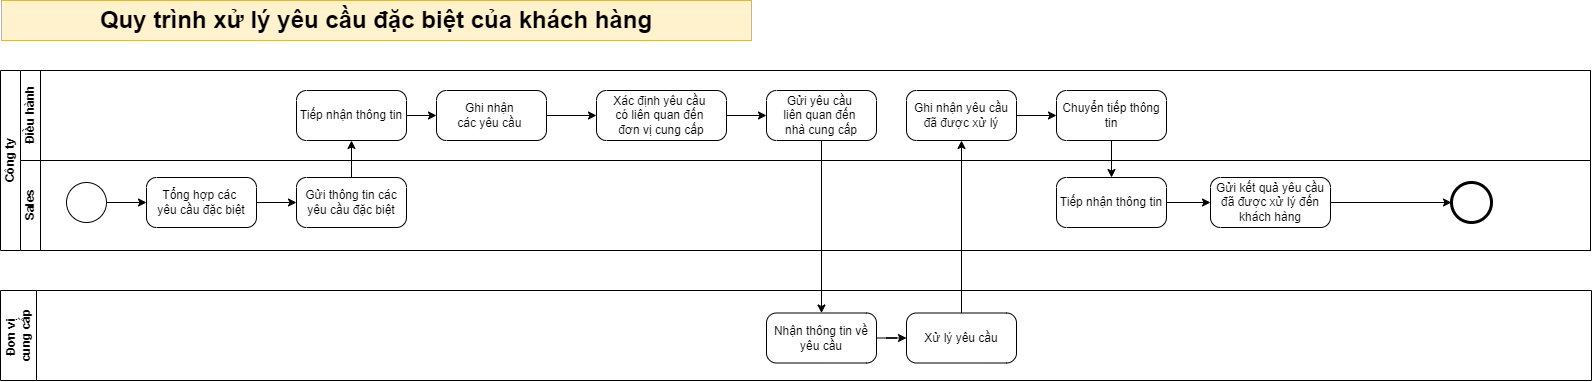 Quy trình xử lý yêu cầu đặc biệt của khách hàng
Công ty
Điều hành
Tiếp nhận thông tin
Ghi nhận
các yêu cầu
Xác định yêu cầu
có liên quan đến
đơn vị cung cấp
Gửi yêu cầu
liên quan đến
nhà cung cấp
Ghi nhận yêu cầu
đã được xử lý
Chuyển tiếp thông
tin
Sales
Tổng hợp các
yêu cầu đặc biệt
Gửi thông tin các
yêu cầu đặc biệt
Tiếp nhận thông tin
Gửi kết quả yêu cầu
đã được xử lý đến
khách hàng
Đơn vị
cung cấp
Nhận thông tin về
yêu cầu
Xử lý yêu cầu